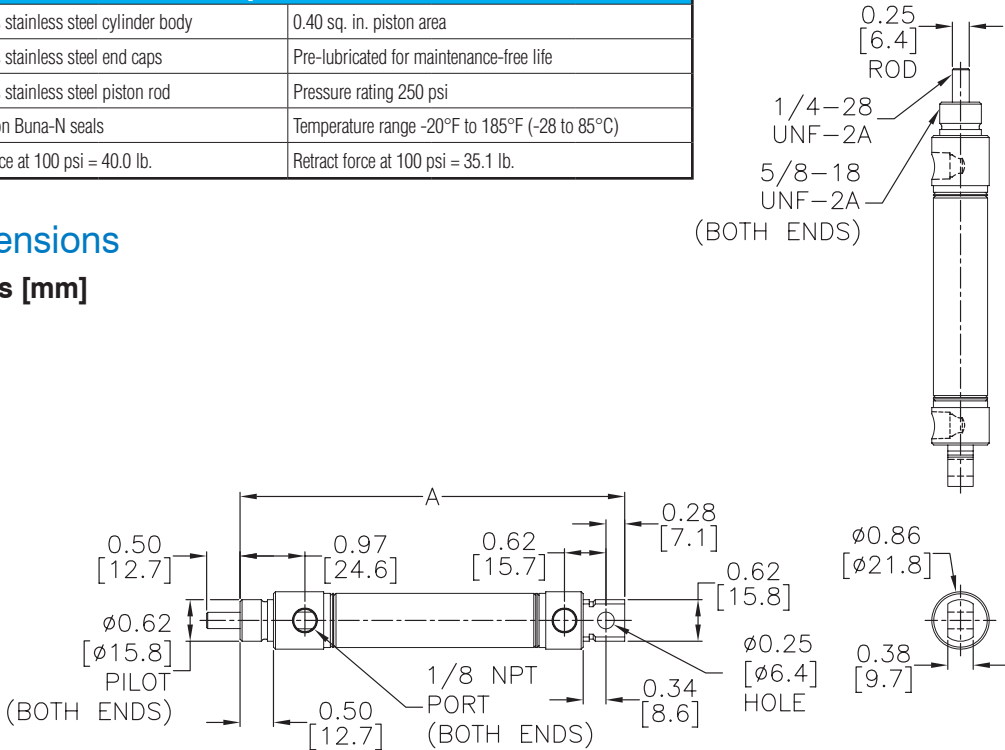 stainless steel cylinder body 0.40 sq. in. piston area
stainless steel end caps Pre-lubricated for maintenance-free life
stainless steel piston rod Pressure rating 250 psi
Buna-N seals Temperature range -20°F to 185°F (-28 to 85°C)
at 100 psi = 40.0 lb. Retract force at 100 psi = 35.1 lb.
[mm]
0.25
[6.4]
ROD
1/4-28
UNF-2A
5/8-18
UNF-2A
(BOTH ENDS)
A
0.50
[12.7]
0.97
[24.6]
0.62
[15.7]
0.28
[7.1]
0.62
[15.8]
ø0.62
[ø15.8]
PILOT
(BOTH ENDS)
0.50
[12.7]
1/8 NPT
PORT
(BOTH ENDS)
0.34
[8.6]
ø0.25
[ø6.4]
HOLE
ø0.86
[ø21.8]
0.38
[9.7]